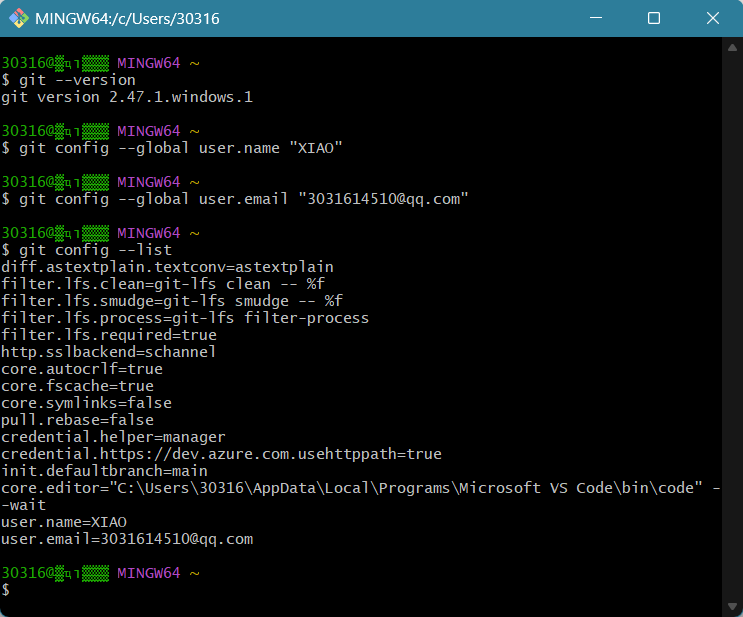 MINGW64:/c/Users/30316
30316@ MINGW64 ~
$ git --version
git version 2.47.1.windows.1
30316@ MINGW64 ~
$ git config --global user.name "XIAO"
30316@ MINGW64 ~
$ git config --global user.email "3031614510@qq.com"
30316@ MINGW64 ~
$ git config --list
diff.astextplain.textconv=astextplain
filter.lfs.clean=git-lfs clean -- %f
filter.lfs.smudge=git-lfs smudge -- %f
filter.lfs.process=git-lfs filter-process
filter.lfs.required=true
http.sslbackend=schannel
core.autocrlf=true
core.fscache=true
core.symlinks=false
pull.rebase=false
credential.helper=manager
credential.https://dev.azure.com.usehttppath=true
init.defaultbranch=main
core.editor="C:\Users\30316\AppData\Local\Programs\Microsoft VS Code\bin\code" -
-wait
user.name=XIAO
user.email=3031614510@qq.com
30316@ MINGW64 ~
$